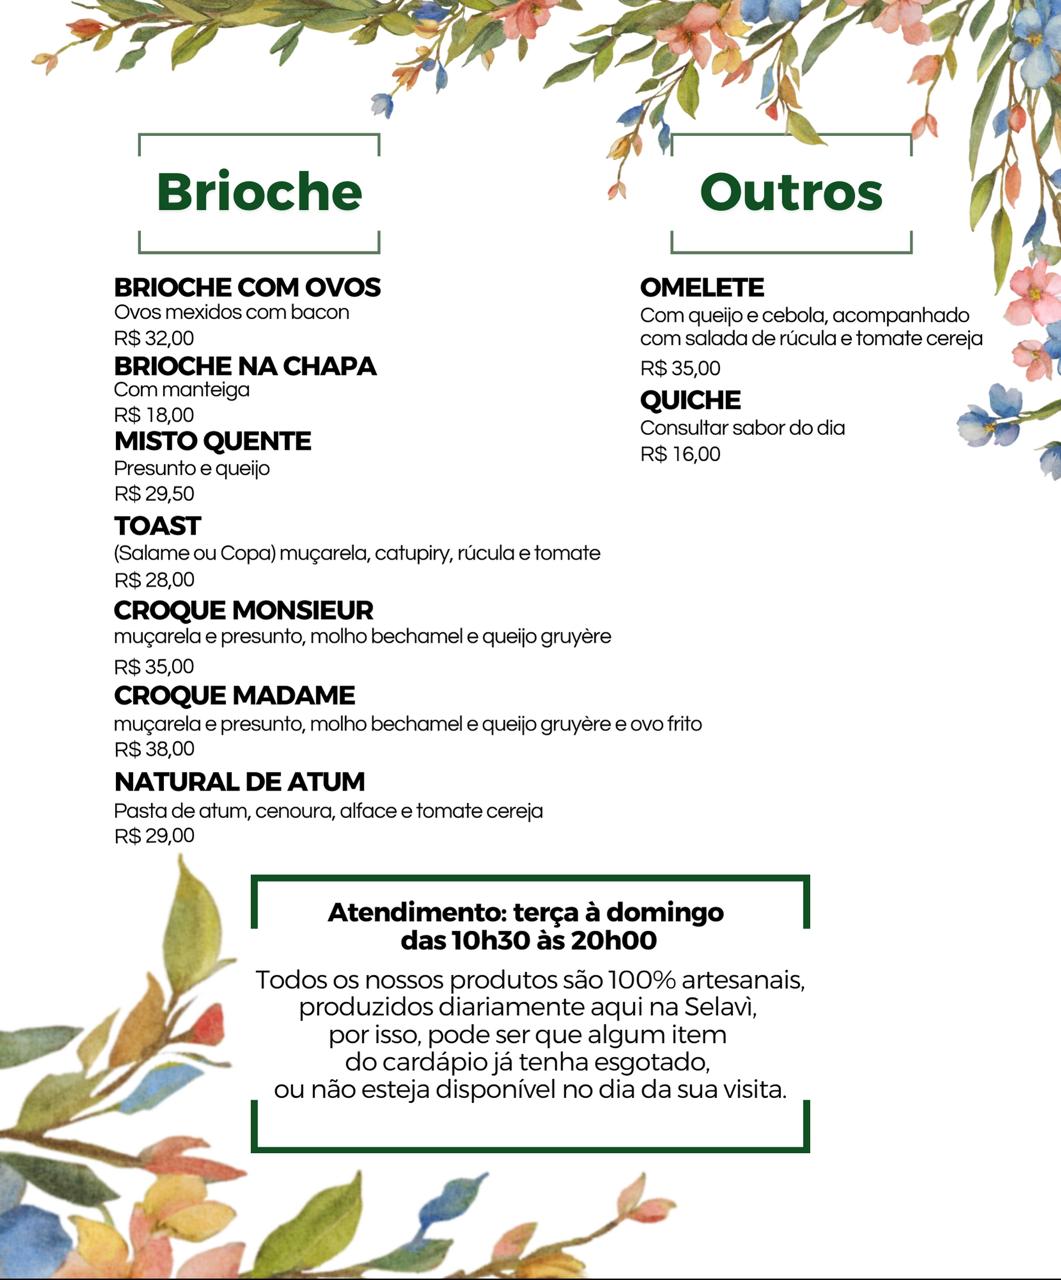 Brioche
BRIOCHE COM OVOS
Ovos mexidos com bacon
R$ 32,00
BRIOCHE NA CHAPA
Com manteiga
R$ 18,00
MISTO QUENTE
Presunto e queijo
R$ 29,50
TOAST
(Salame ou Copa) muçarela, catupiry, rúcula e tomate
R$ 28,00
CROQUE MONSIEUR
muçarela e presunto, molho bechamel e queijo gruyère
R$ 35,00
CROQUE MADAME
muçarela e presunto, molho bechamel e queijo gruyère e ovo frito
R$ 38,00
NATURAL DE ATUM
Pasta de atum, cenoura, alface e tomate cereja
R$ 29,00
Outros
OMELETE
Com queijo e cebola, acompanhado
com salada de rúcula e tomate cereja
R$ 35,00
QUICHE
Consultar sabor do dia
R$ 16,00
Atendimento: terça à domingo
das 10h30 às 20h00
Todos os nossos produtos são 100% artesanais,
produzidos diariamente aqui na Selavì,
por isso, pode ser que algum item
do cardápio já tenha esgotado,
ou não esteja disponível no dia da sua visita.